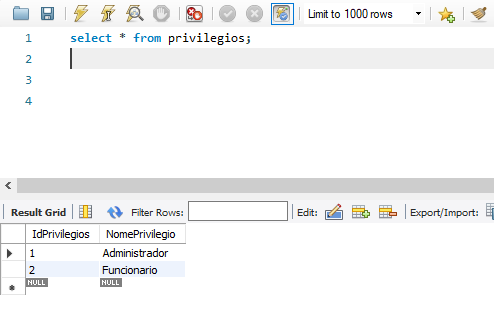 Limit to 1000 rows
1 select * from privilegios;
2
3
4
Result Grid Filter Rows: Edit: Export/Import:
IdPrivilegios NomePrivilegio
1 Administrador
2 Funcionario
NULL NULL